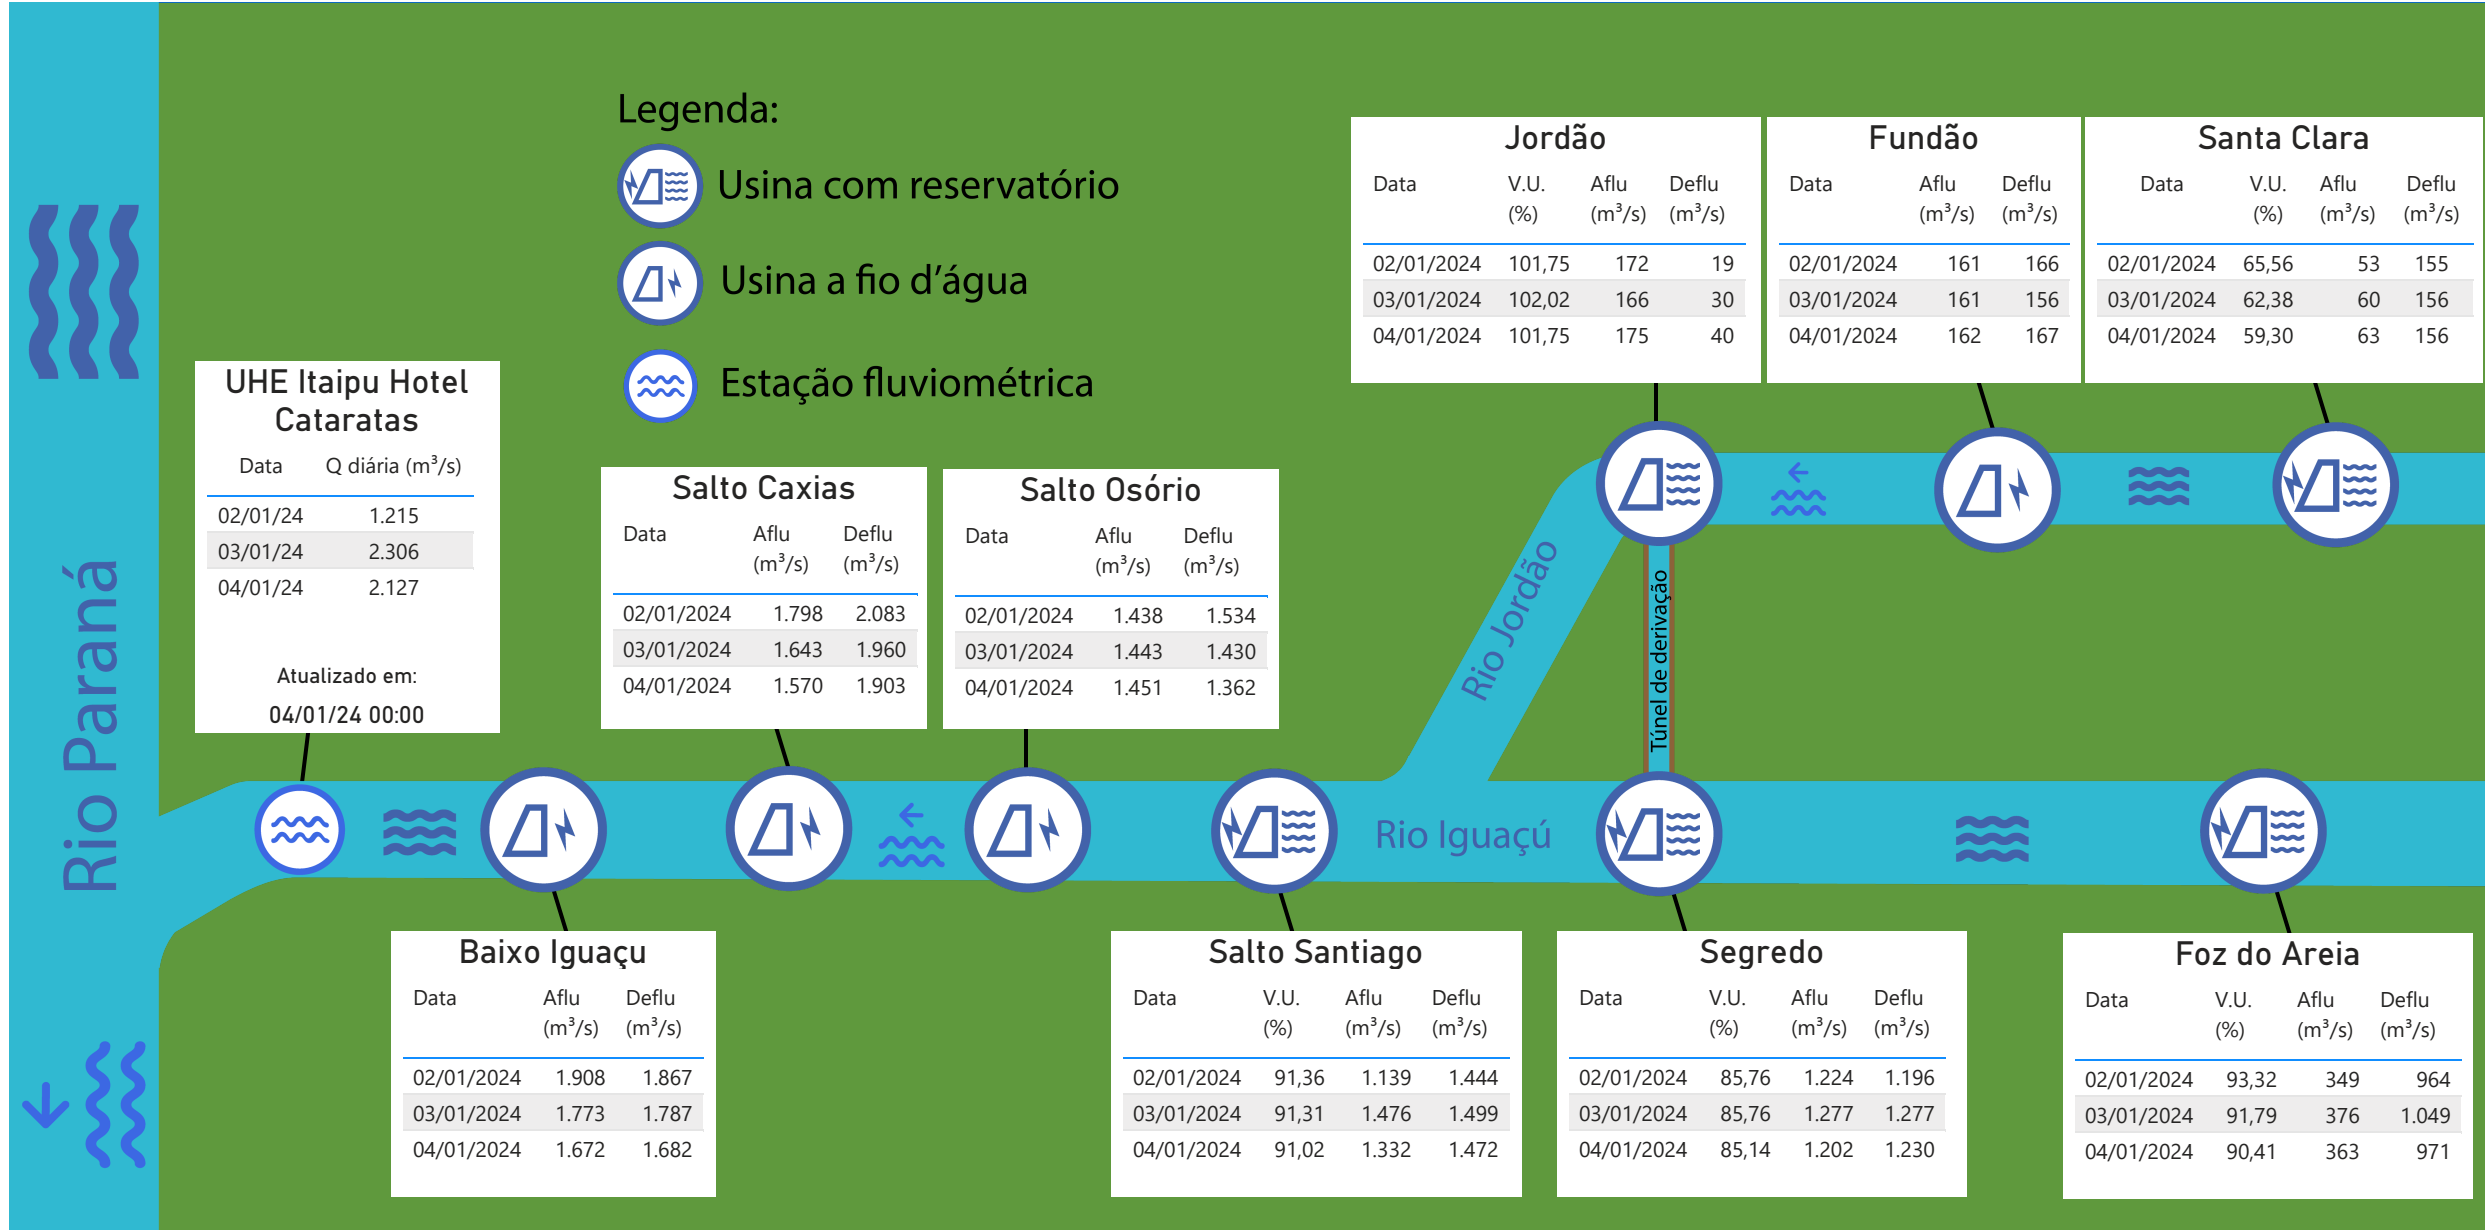 Legenda:
Usina com reservatório
Usina a fio d’água
Estação fluviométrica
Jordão
Data V.U. (%) Aflu (m³/s) Deflu (m³/s)
02/01/2024 101,75 172 19
03/01/2024 102,02 166 30
04/01/2024 101,75 175 40
Fundão
Data Aflu (m³/s) Deflu (m³/s)
02/01/2024 161 166
03/01/2024 161 156
04/01/2024 162 167
Santa Clara
Data V.U. (%) Aflu (m³/s) Deflu (m³/s)
02/01/2024 65,56 53 155
03/01/2024 62,38 60 156
04/01/2024 59,30 63 156
UHE Itaipu Hotel
Cataratas
Data Q diária (m³/s)
02/01/24 1.215
03/01/24 2.306
04/01/24 2.127
Atualizado em:
04/01/24 00:00
Salto Caxias
Data Aflu (m³/s) Deflu (m³/s)
02/01/2024 1.798 2.083
03/01/2024 1.643 1.960
04/01/2024 1.570 1.903
Salto Osório
Data Aflu (m³/s) Deflu (m³/s)
02/01/2024 1.438 1.534
03/01/2024 1.443 1.430
04/01/2024 1.451 1.362
Rio Paraná
Rio Jordão
Túnel de derivação
Rio Iguaçú
Baixo Iguaçu
Data Aflu (m³/s) Deflu (m³/s)
02/01/2024 1.908 1.867
03/01/2024 1.773 1.787
04/01/2024 1.672 1.682
Salto Santiago
Data V.U. (%) Aflu (m³/s) Deflu (m³/s)
02/01/2024 91,36 1.139 1.444
03/01/2024 91,31 1.476 1.499
04/01/2024 91,02 1.332 1.472
Segredo
Data V.U. (%) Aflu (m³/s) Deflu (m³/s)
02/01/2024 85,76 1.224 1.196
03/01/2024 85,76 1.277 1.277
04/01/2024 85,14 1.202 1.230
Foz do Areia
Data V.U. (%) Aflu (m³/s) Deflu (m³/s)
02/01/2024 93,32 349 964
03/01/2024 91,79 376 1.049
04/01/2024 90,41 363 971